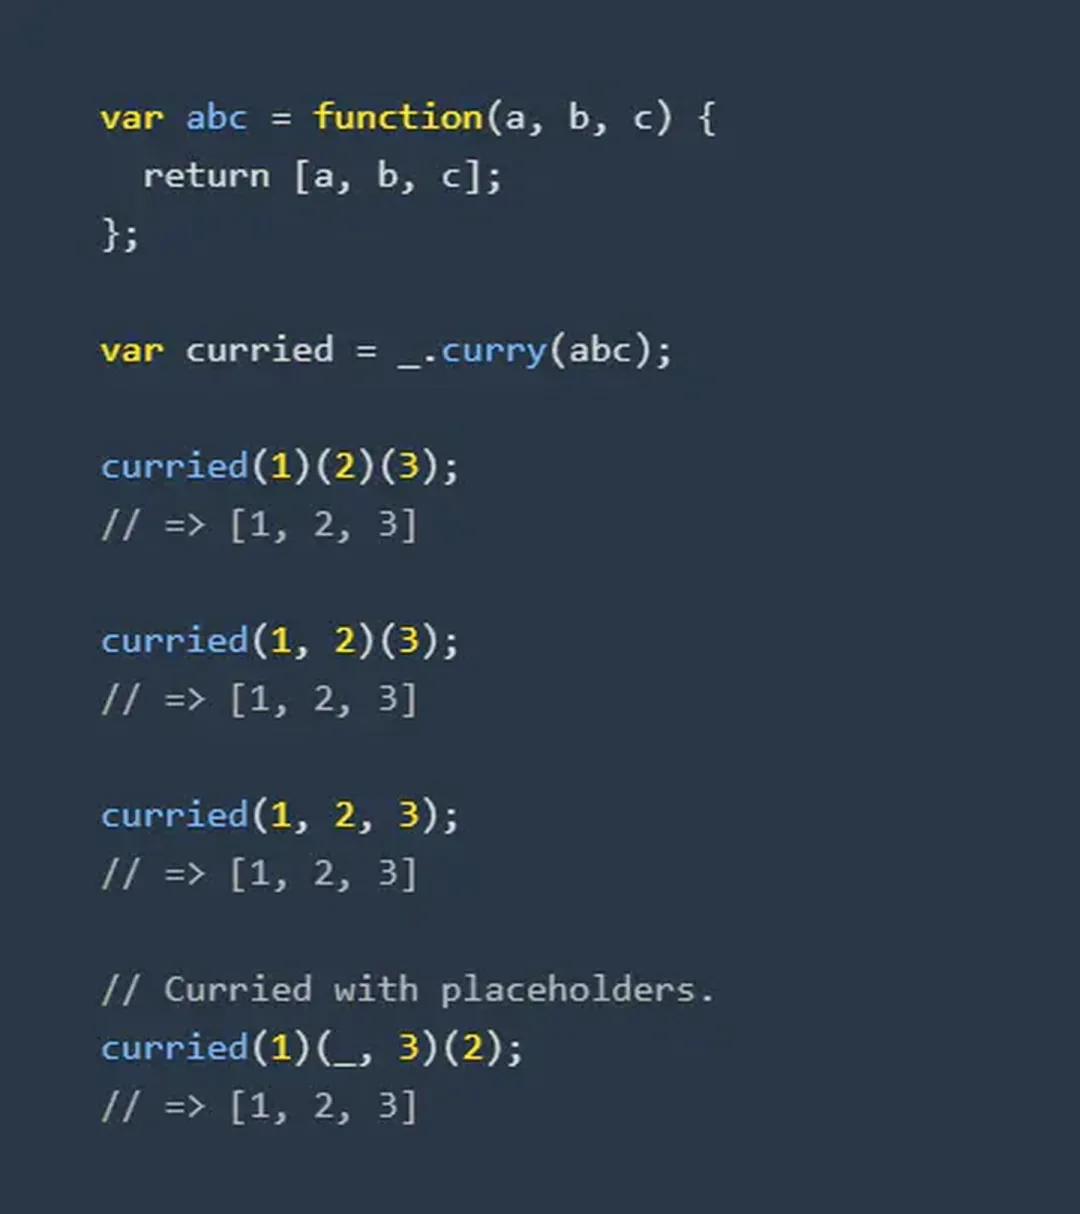 var abc = function(a, b, c) {
  return [a, b, c];
};

var curried = _.curry(abc);

curried(1)(2)(3);
// => [1, 2, 3]

curried(1, 2)(3);
// => [1, 2, 3]

curried(1, 2, 3);
// => [1, 2, 3]

// Curried with placeholders.
curried(1)(_, 3)(2);
// => [1, 2, 3]